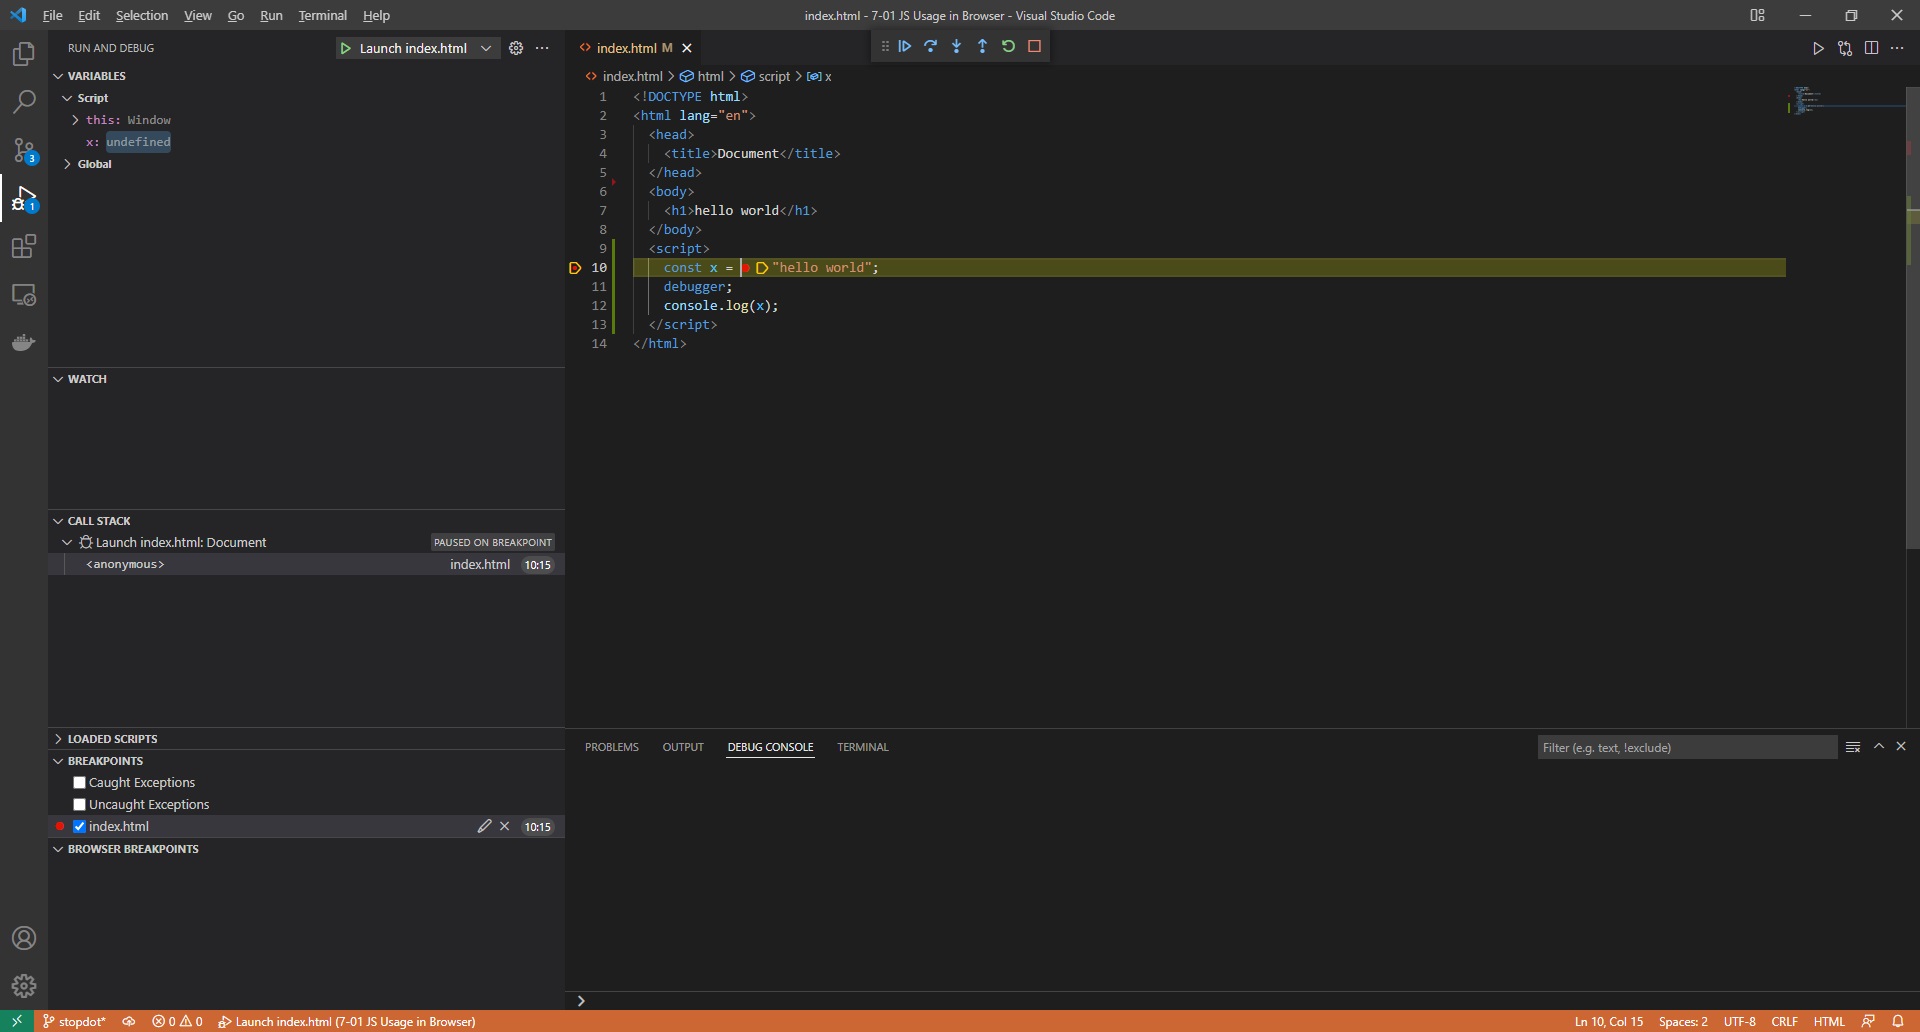 File Edit Selection View Go Run Terminal Help
index.html - 7-01 JS Usage in Browser - Visual Studio Code
RUN AND DEBUG
Launch index.html
VARIABLES
Script
this: Window
x: undefined
Global
WATCH
CALL STACK
Launch index.html: Document PAUSED ON BREAKPOINT
<anonymous> index.html 10:15
LOADED SCRIPTS
BREAKPOINTS
Caught Exceptions
Uncaught Exceptions
index.html 10:15
BROWSER BREAKPOINTS
3
1
index.html M
index.html > html > script > x
1 <!DOCTYPE html>
2 <html lang="en">
3 <head>
4 <title>Document</title>
5 </head>
6 <body>
7 <h1>hello world</h1>
8 </body>
9 <script>
10 const x = "hello world";
11 debugger;
12 console.log(x);
13 </script>
14 </html>
PROBLEMS OUTPUT DEBUG CONSOLE TERMINAL
Filter (e.g. text, !exclude)
stopdot* 0 0 Launch index.html (7-01 JS Usage in Browser)
Ln 10, Col 15 Spaces: 2 UTF-8 CRLF HTML